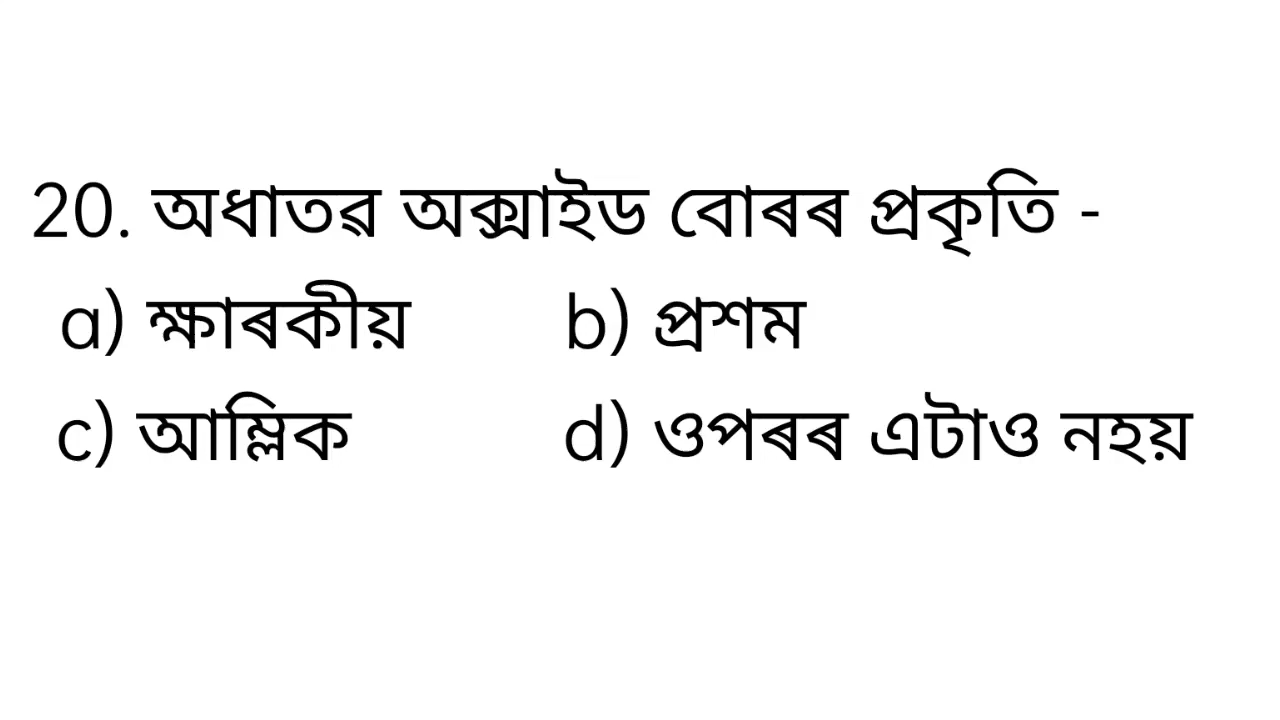 20. অধাতৱ অক্সাইড বোৰৰ প্ৰকৃতি -
a) ক্ষাৰকীয় b) প্ৰশম
c) আম্লিক d) ওপৰৰ এটাও নহয়